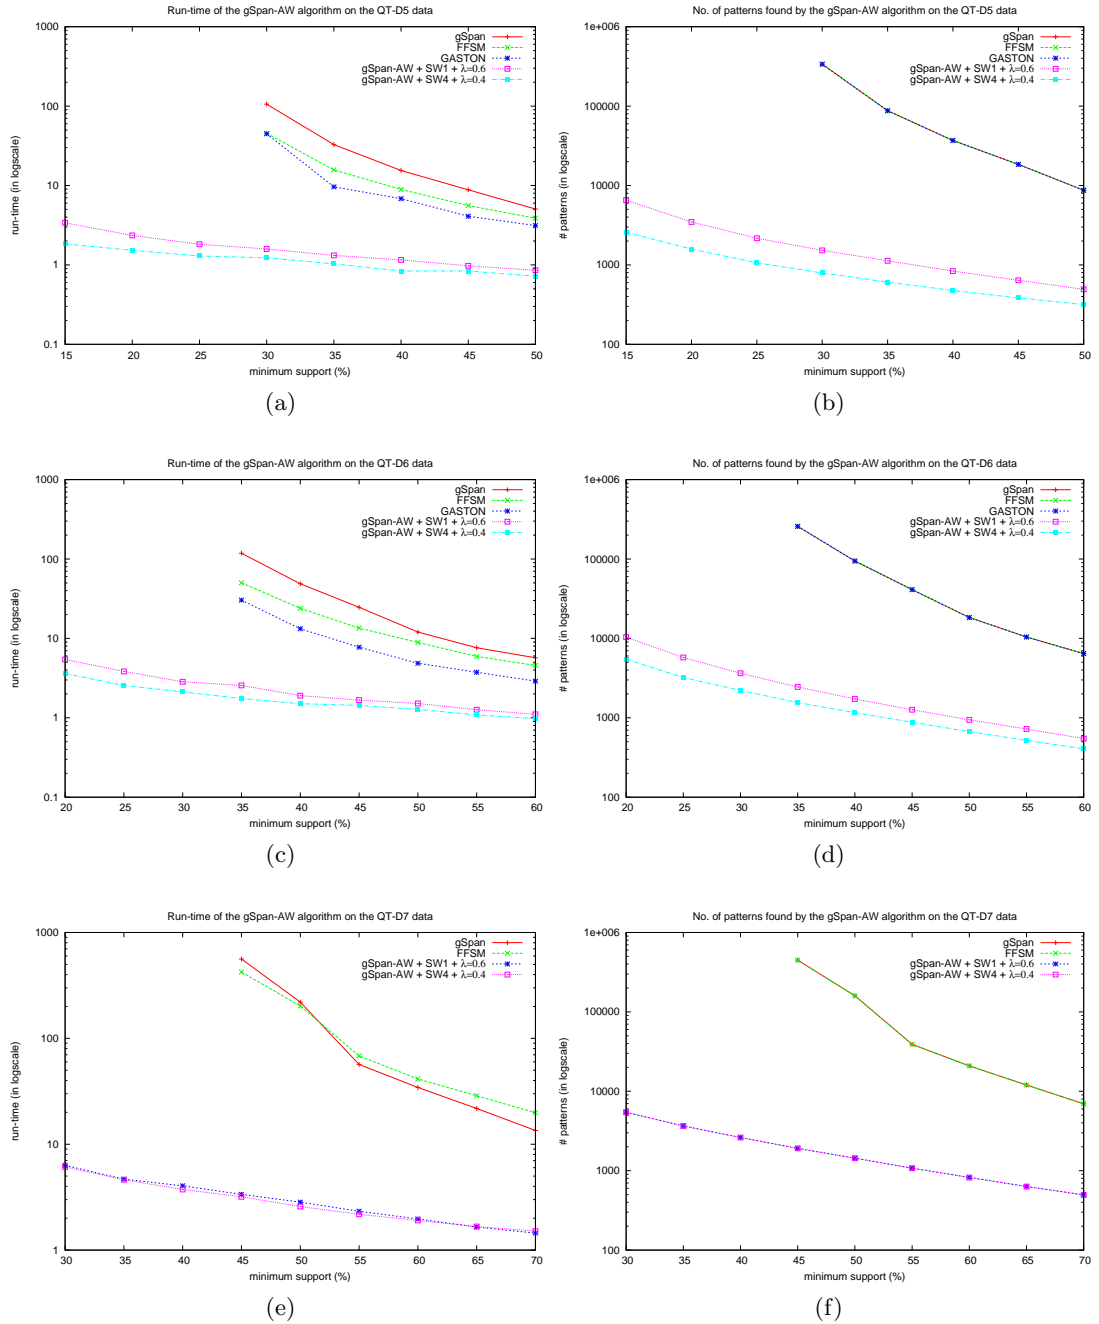 Run-time of the gSpan-AW algorithm on the QT-D5 data
1000
100
10
1
0.1
run-time (in logscale)
gSpan
FFSM
GASTON
gSpan-AW + SW1 + λ=0.6
gSpan-AW + SW4 + λ=0.4
15 20 25 30 35 40 45 50
minimum support (%)
(a)
No. of patterns found by the gSpan-AW algorithm on the QT-D5 data
1e+006
100000
10000
1000
100
# patterns (in logscale)
gSpan
FFSM
GASTON
gSpan-AW + SW1 + λ=0.6
gSpan-AW + SW4 + λ=0.4
15 20 25 30 35 40 45 50
minimum support (%)
(b)
Run-time of the gSpan-AW algorithm on the QT-D6 data
1000
100
10
1
0.1
run-time (in logscale)
gSpan
FFSM
GASTON
gSpan-AW + SW1 + λ=0.6
gSpan-AW + SW4 + λ=0.4
20 25 30 35 40 45 50 55 60
minimum support (%)
(c)
No. of patterns found by the gSpan-AW algorithm on the QT-D6 data
1e+006
100000
10000
1000
100
# patterns (in logscale)
gSpan
FFSM
GASTON
gSpan-AW + SW1 + λ=0.6
gSpan-AW + SW4 + λ=0.4
20 25 30 35 40 45 50 55 60
minimum support (%)
(d)
Run-time of the gSpan-AW algorithm on the QT-D7 data
1000
100
10
1
run-time (in logscale)
gSpan
FFSM
gSpan-AW + SW1 + λ=0.6
gSpan-AW + SW4 + λ=0.4
30 35 40 45 50 55 60 65 70
minimum support (%)
(e)
No. of patterns found by the gSpan-AW algorithm on the QT-D7 data
1e+006
100000
10000
1000
100
# patterns (in logscale)
gSpan
FFSM
gSpan-AW + SW1 + λ=0.6
gSpan-AW + SW4 + λ=0.4
30 35 40 45 50 55 60 65 70
minimum support (%)
(f)